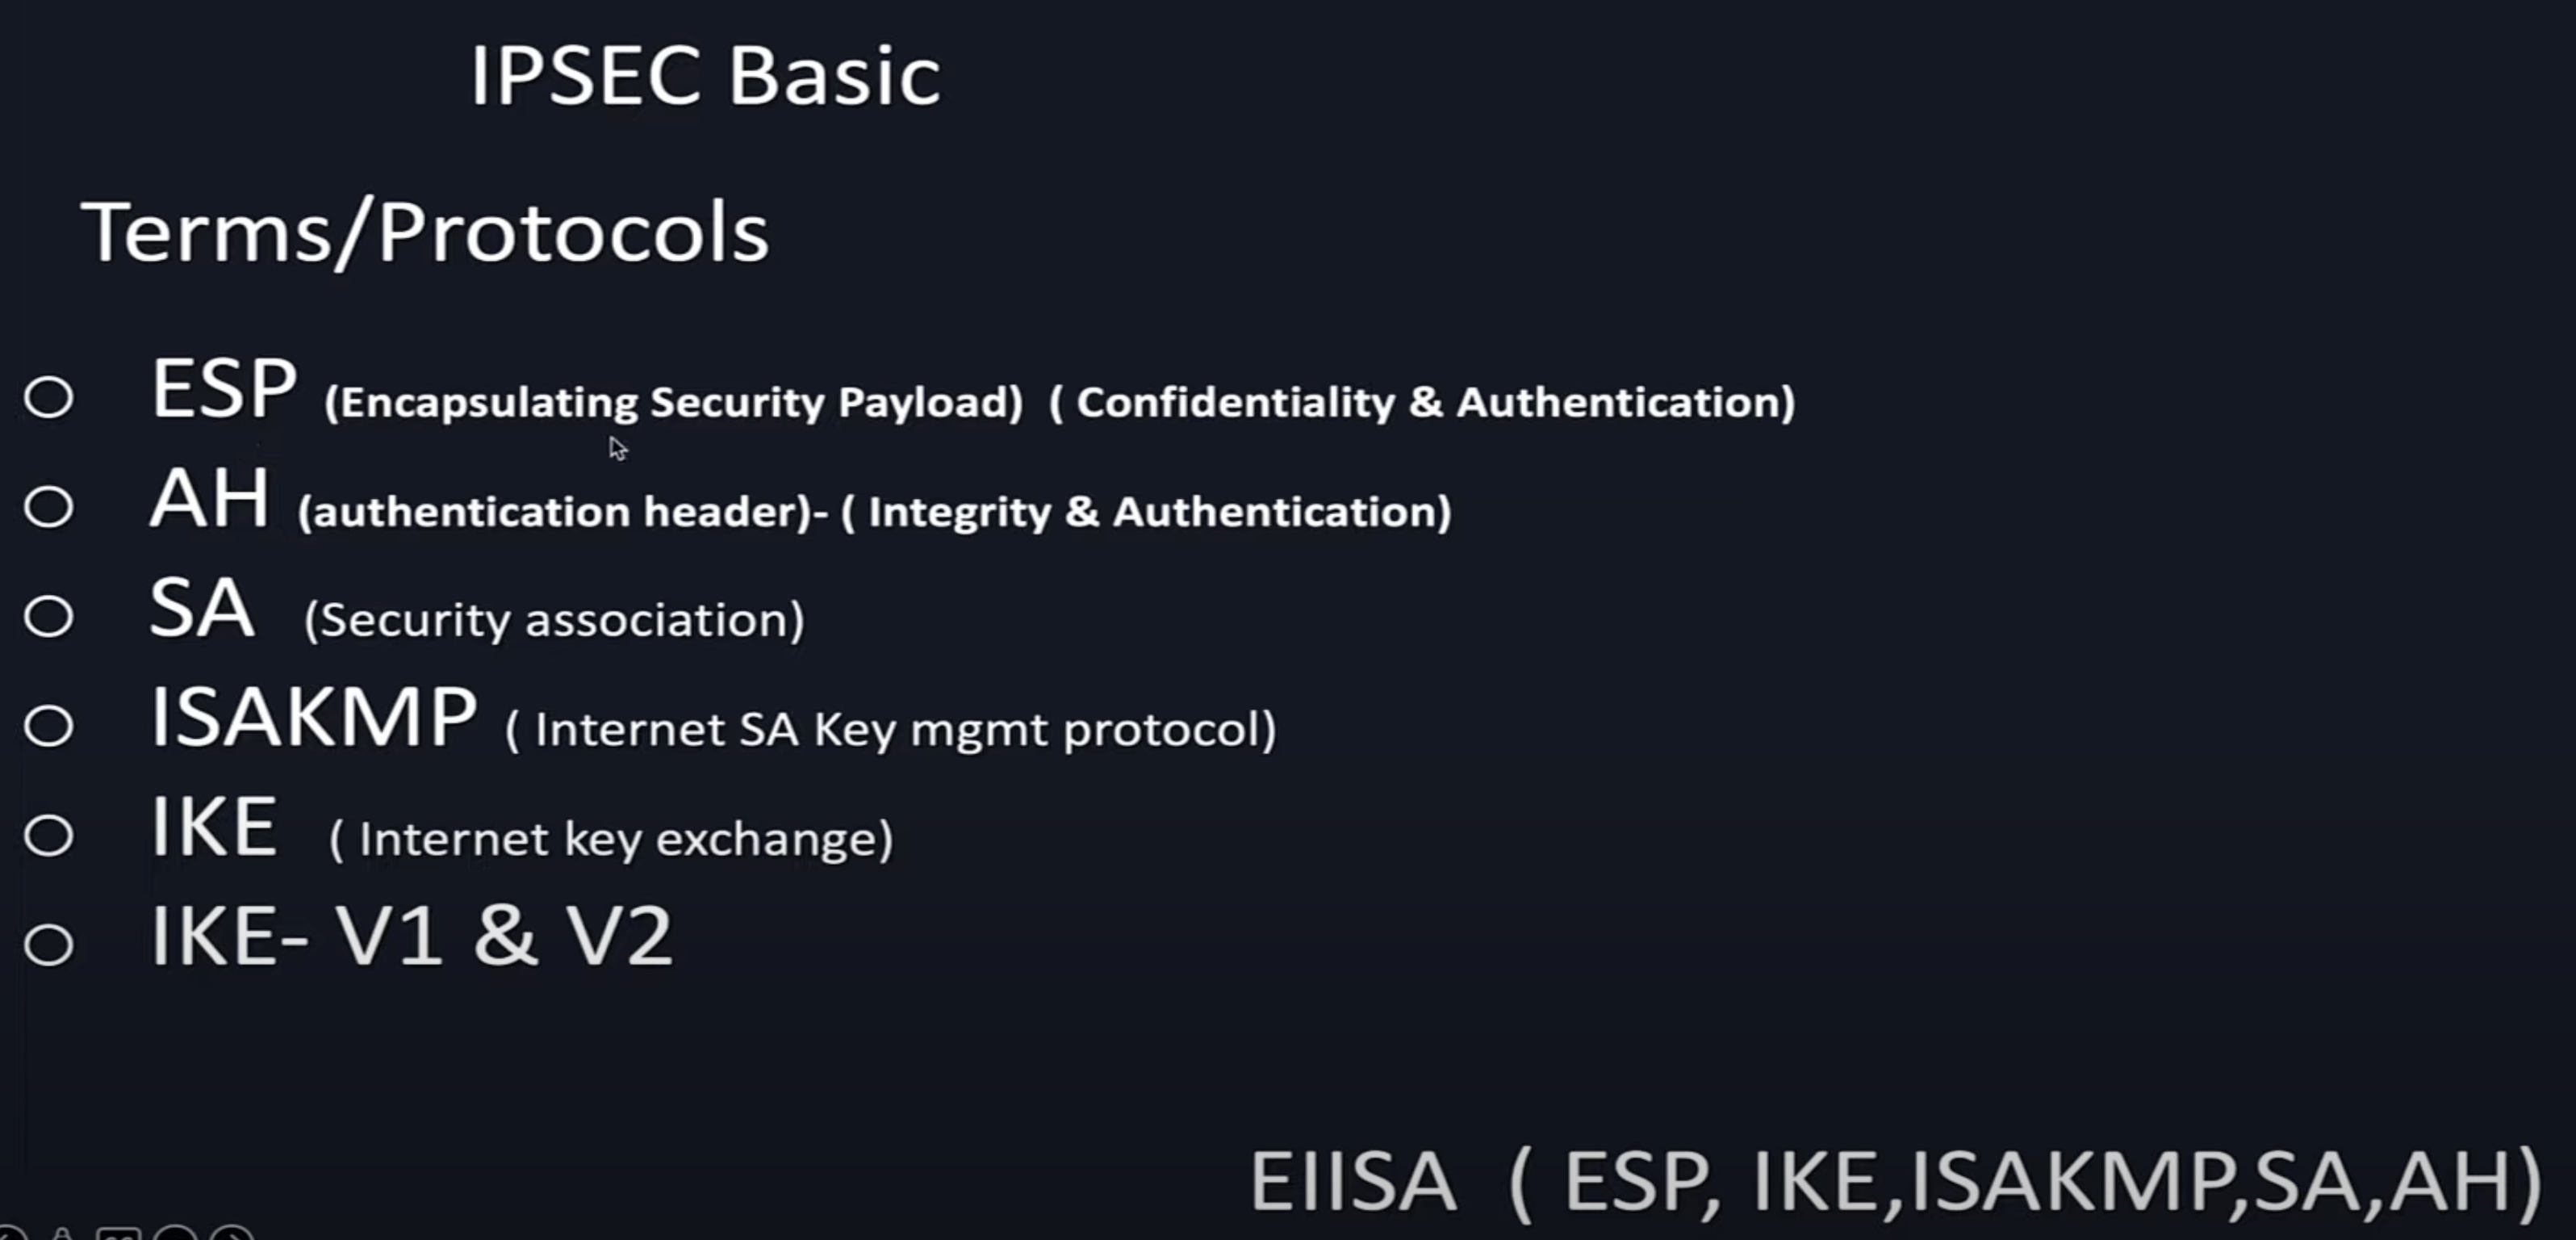 IPSEC Basic
Terms/Protocols
ESP (Encapsulating Security Payload) ( Confidentiality & Authentication)
AH (authentication header)- ( Integrity & Authentication)
SA (Security association)
ISAKMP ( Internet SA Key mgmt protocol)
IKE ( Internet key exchange)
IKE- V1 & V2
EIISA ( ESP, IKE,ISAKMP,SA,AH)